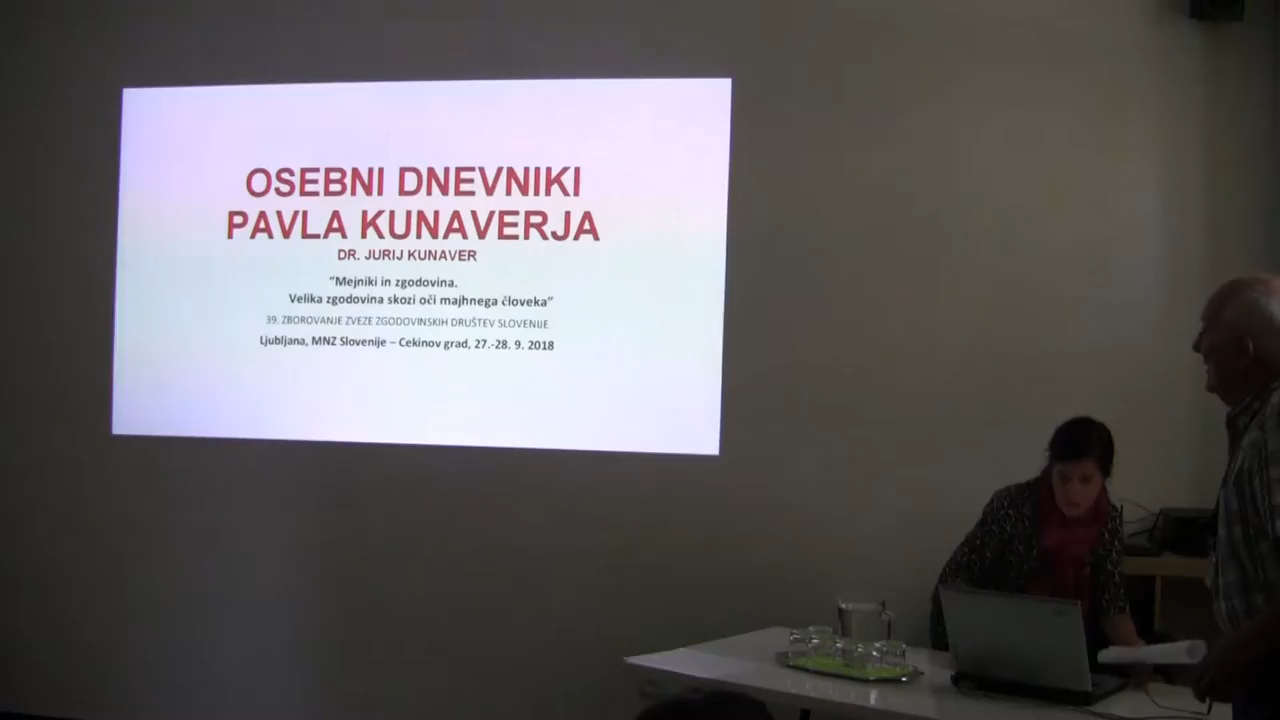 OSEBNI DNEVNIKI
PAVLA KUNAVERJA
DR. JURIJ KUNAVER
“Mejniki in zgodovina.
Velika zgodovina skozi oči majhnega človeka“
39. ZBOROVANJE ZVEZE ZGODOVINSKIH DRUŠTEV SLOVENIJE
Ljubljana, MNZ Slovenije – Cekinov grad, 27.-28. 9. 2018